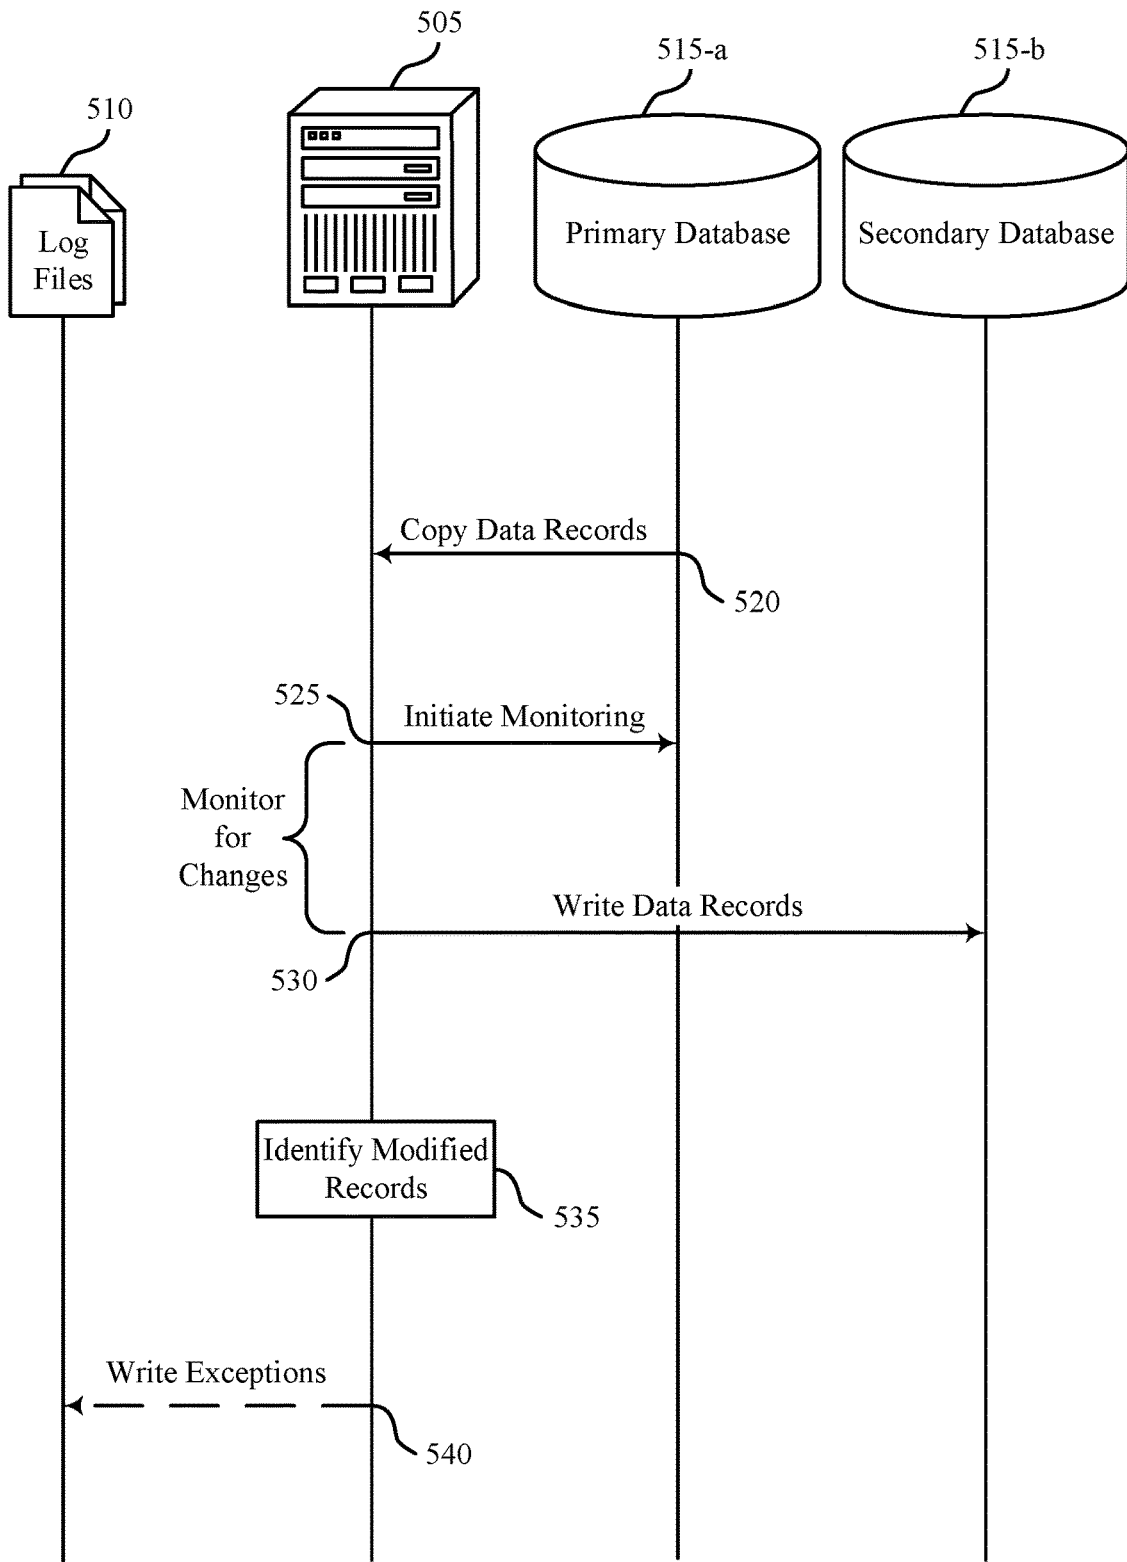 505
515-a
515-b
510
Log
Files
Primary Database
Secondary Database
Copy Data Records
520
525
Initiate Monitoring
Monitor
for
Changes
Write Data Records
530
Identify Modified
Records
535
Write Exceptions
540